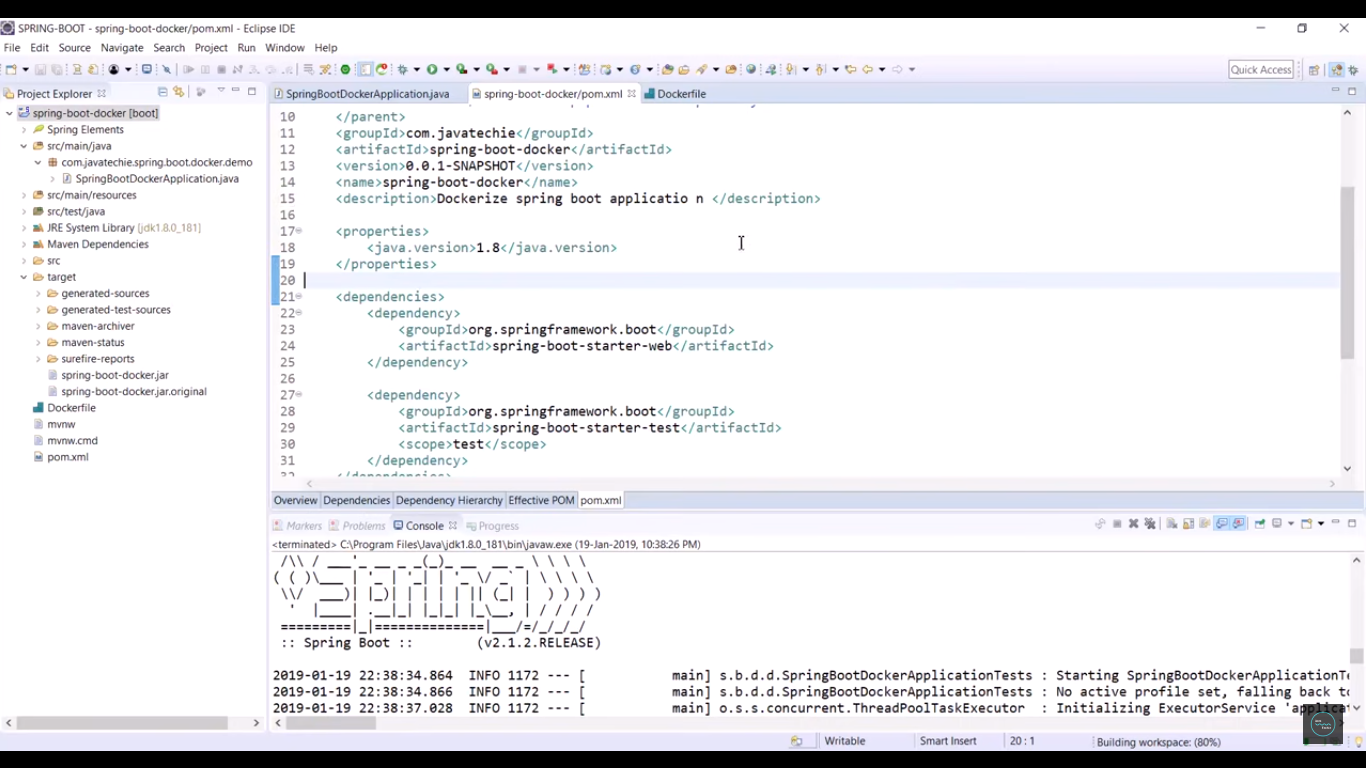 SPRING-BOOT - spring-boot-docker/pom.xml - Eclipse IDE
File Edit Source Navigate Search Project Run Window Help
Quick Access
Project Explorer
spring-boot-docker [boot]
Spring Elements
src/main/java
com.javatechie.spring.boot.docker.demo
SpringBootDockerApplication.java
src/main/resources
src/test/java
JRE System Library [jdk1.8.0_181]
Maven Dependencies
src
target
generated-sources
generated-test-sources
maven-archiver
maven-status
surefire-reports
spring-boot-docker.jar
spring-boot-docker.jar.original
Dockerfile
mvnw
mvnw.cmd
pom.xml
SpringBootDockerApplication.java spring-boot-docker/pom.xml Dockerfile
10 </parent>
11 <groupId>com.javatechie</groupId>
12 <artifactId>spring-boot-docker</artifactId>
13 <version>0.0.1-SNAPSHOT</version>
14 <name>spring-boot-docker</name>
15 <description>Dockerize spring boot applicatio n </description>
16
17 <properties>
18 <java.version>1.8</java.version>
19 </properties>
20
21 <dependencies>
22 <dependency>
23 <groupId>org.springframework.boot</groupId>
24 <artifactId>spring-boot-starter-web</artifactId>
25 </dependency>
26
27 <dependency>
28 <groupId>org.springframework.boot</groupId>
29 <artifactId>spring-boot-starter-test</artifactId>
30 <scope>test</scope>
31 </dependency>
32 </dependencies>
Overview Dependencies Dependency Hierarchy Effective POM pom.xml
Markers Problems Console Progress
<terminated> C:\Program Files\Java\jdk1.8.0_181\bin\javaw.exe (19-Jan-2019, 10:38:26 PM)
:: Spring Boot :: (v2.1.2.RELEASE)
2019-01-19 22:38:34.864 INFO 1172 --- [ main] s.b.d.d.SpringBootDockerApplicationTests : Starting SpringBootDockerApplicationTe
2019-01-19 22:38:34.866 INFO 1172 --- [ main] s.b.d.d.SpringBootDockerApplicationTests : No active profile set, falling back to
2019-01-19 22:38:37.028 INFO 1172 --- [ main] o.s.s.concurrent.ThreadPoolTaskExecutor : Initializing ExecutorService 'applicat
Writable Smart Insert 20 : 1 Building workspace: (80%)